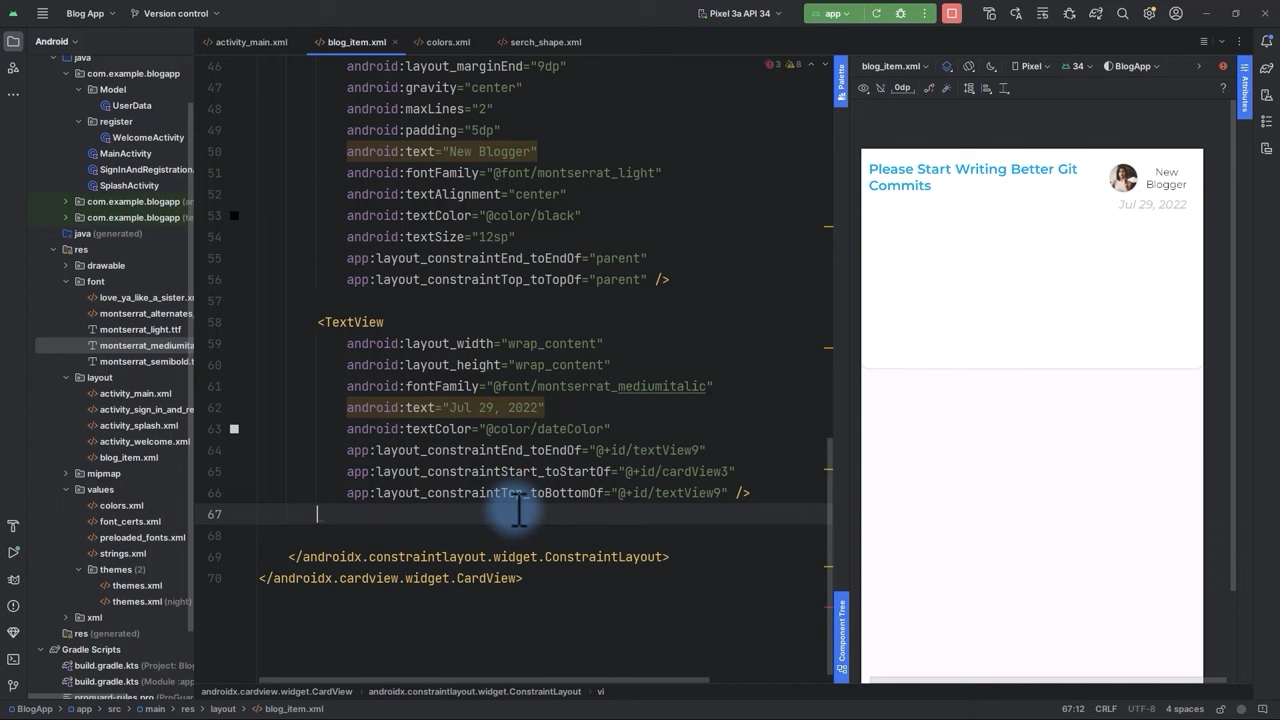 Blog App
Version control
Pixel 3a API 34
app
Android
activity_main.xml
blog_item.xml
colors.xml
serch_shape.xml
java
com.example.blogapp
Model
UserData
register
WelcomeActivity
MainActivity
SignInAndRegistration
SplashActivity
com.example.blogapp (an
com.example.blogapp (te
java (generated)
res
drawable
font
love_ya_like_a_sister.x
montserrat_alternates_
montserrat_light.ttf
montserrat_mediumita
montserrat_semibold.t
layout
activity_main.xml
activity_sign_in_and_re
activity_splash.xml
activity_welcome.xml
blog_item.xml
mipmap
values
colors.xml
font_certs.xml
preloaded_fonts.xml
strings.xml
themes (2)
themes.xml
themes.xml (night)
xml
res (generated)
Gradle Scripts
build.gradle.kts (Project: Blo
build.gradle.kts (Module :app
proguard-rules.pro (ProGuar
46 android:layout_marginEnd="9dp"
47 android:gravity="center"
48 android:maxLines="2"
49 android:padding="5dp"
50 android:text="New Blogger"
51 android:fontFamily="@font/montserrat_light"
52 android:textAlignment="center"
53 android:textColor="@color/black"
54 android:textSize="12sp"
55 app:layout_constraintEnd_toEndOf="parent"
56 app:layout_constraintTop_toTopOf="parent" />
57
58 <TextView
59 android:layout_width="wrap_content"
60 android:layout_height="wrap_content"
61 android:fontFamily="@font/montserrat_mediumitalic"
62 android:text="Jul 29, 2022"
63 android:textColor="@color/dateColor"
64 app:layout_constraintEnd_toEndOf="@+id/textView9"
65 app:layout_constraintStart_toStartOf="@+id/cardView3"
66 app:layout_constraintTop_toBottomOf="@+id/textView9" />
67
68
69 </androidx.constraintlayout.widget.ConstraintLayout>
70 </androidx.cardview.widget.CardView>
3 8
Palette
Component Tree
Attributes
blog_item.xml
Pixel
34
BlogApp
0dp
?
Please Start Writing Better Git
Commits
New
Blogger
Jul 29, 2022
androidx.cardview.widget.CardView
androidx.constraintlayout.widget.ConstraintLayout
vi
BlogApp
app
src
main
res
layout
blog_item.xml
67:12
CRLF
UTF-8
4 spaces